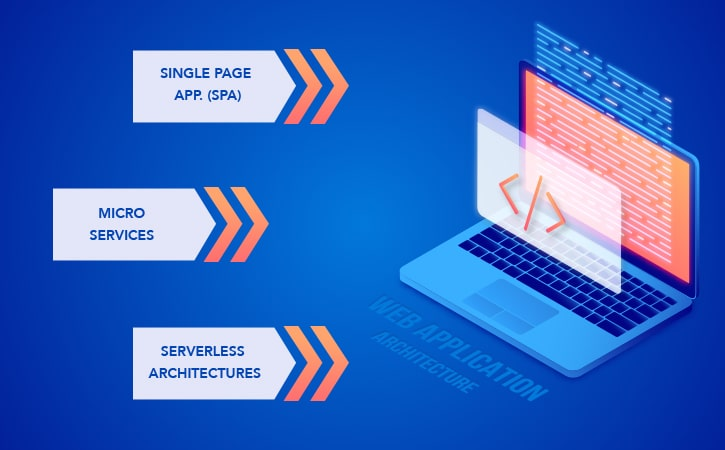 SINGLE PAGE
APP. (SPA)
MICRO
SERVICES
SERVERLESS
ARCHITECTURES
</>
WEB APPLICATION
ARCHITECTURE